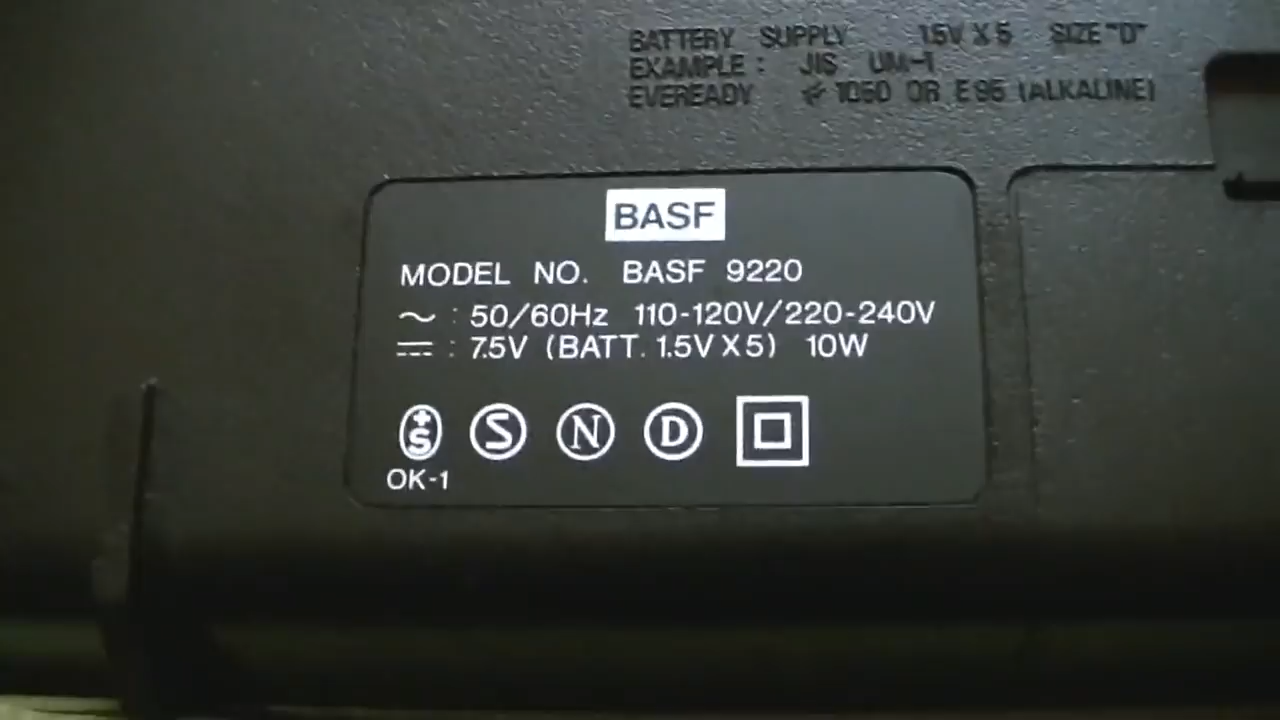 BATTERY SUPPLY 1.5V X 5 SIZE "D"
EXAMPLE : JIS UM-1
EVEREADY # 1050 OR E95 (ALKALINE)
BASF
MODEL NO. BASF 9220
~ : 50/60Hz 110-120V/220-240V
⎓ : 7.5V (BATT. 1.5V X 5) 10W
+S S N D
OK-1